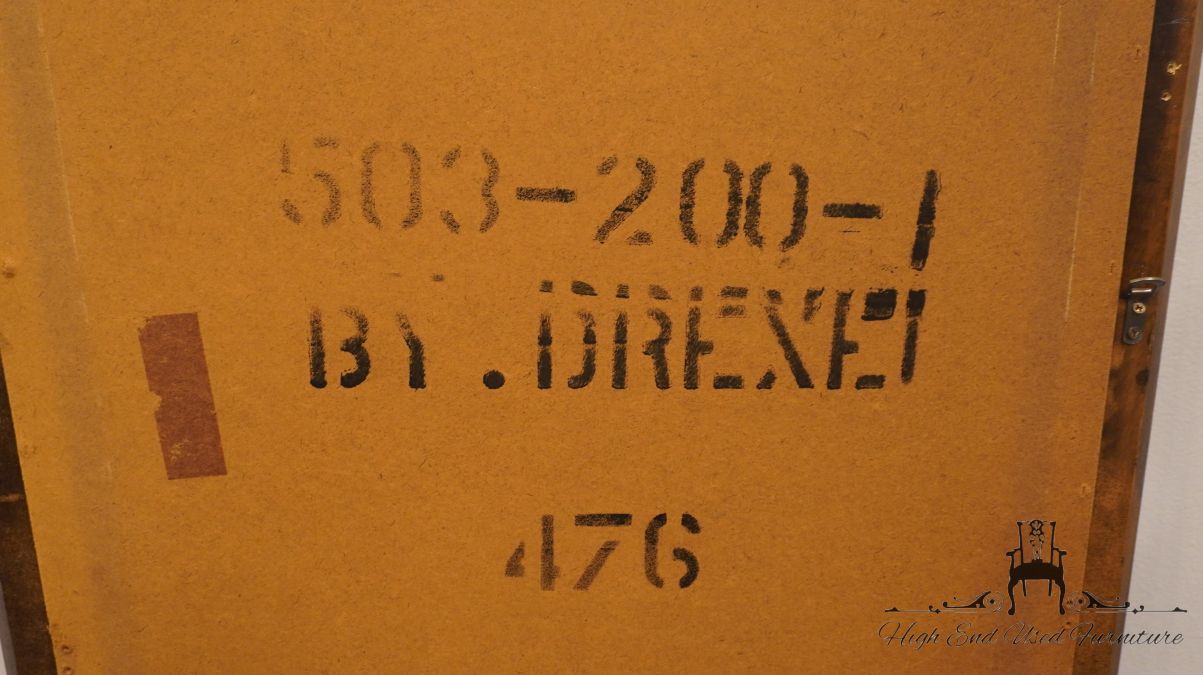 503-200-1
BY.DREXEL
476
High End Used Furniture